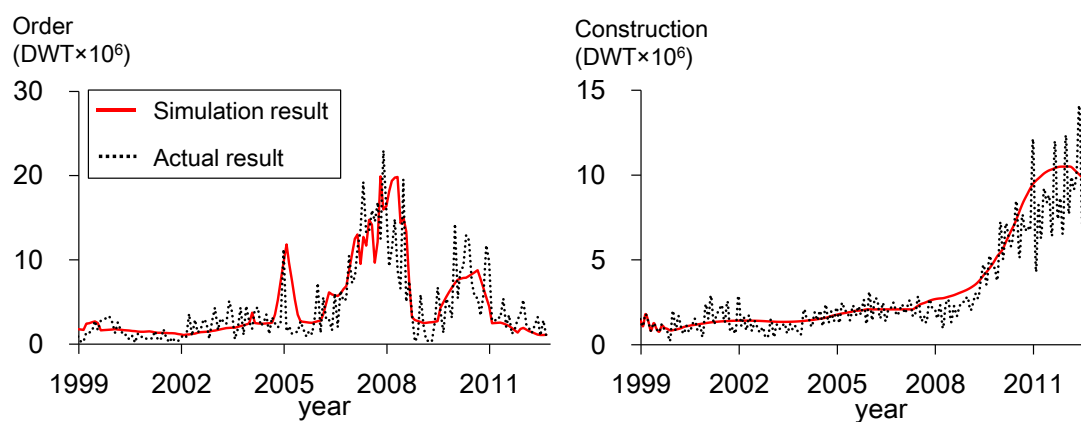 Order
(DWT×10⁶)
30
20
10
0
Simulation result
Actual result
1999 2002 2005 2008 2011
year
Construction
(DWT×10⁶)
15
10
5
0
1999 2002 2005 2008 2011
year